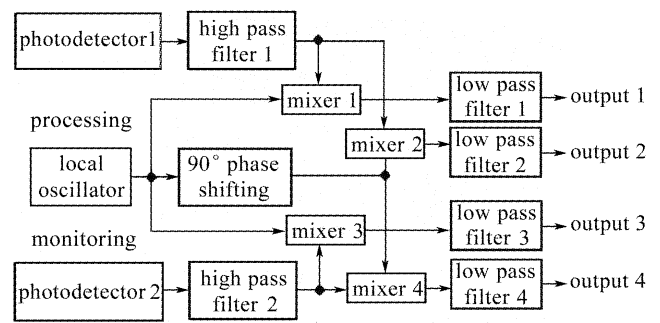 photodetector1
high pass
filter 1
mixer 1
low pass
filter 1
output 1
processing
mixer 2
low pass
filter 2
output 2
local
oscillator
90° phase
shifting
monitoring
mixer 3
low pass
filter 3
output 3
photodetector 2
high pass
filter 2
mixer 4
low pass
filter 4
output 4